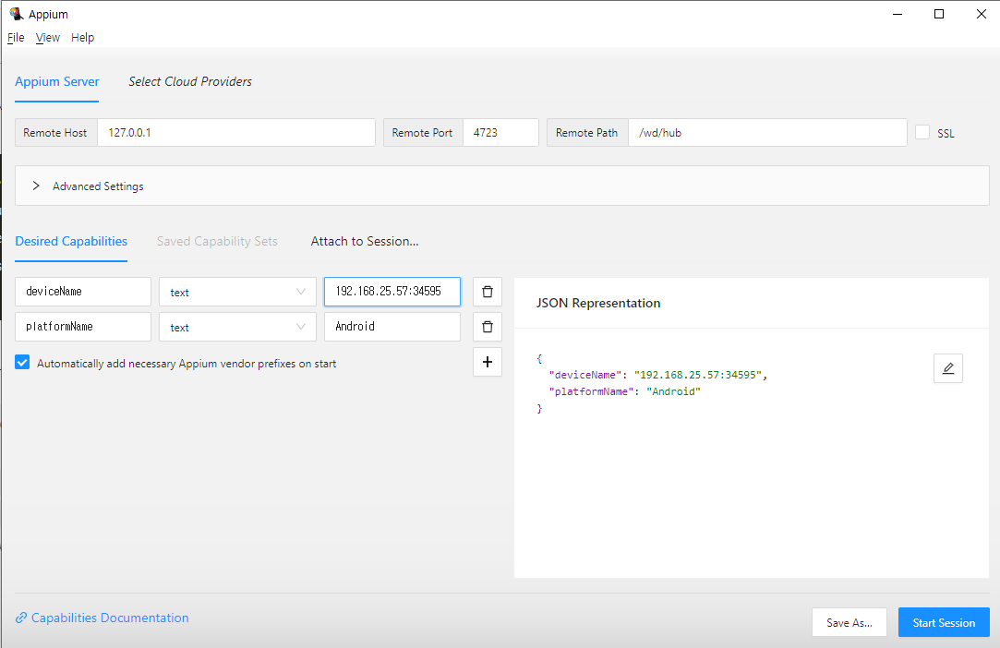 Appium
File View Help
Appium Server Select Cloud Providers
Remote Host 127.0.0.1 Remote Port 4723 Remote Path /wd/hub SSL
Advanced Settings
Desired Capabilities Saved Capability Sets Attach to Session...
deviceName text 192.168.25.57:34595
platformName text Android
Automatically add necessary Appium vendor prefixes on start
JSON Representation
{
"deviceName": "192.168.25.57:34595",
"platformName": "Android"
}
Capabilities Documentation
Save As...
Start Session